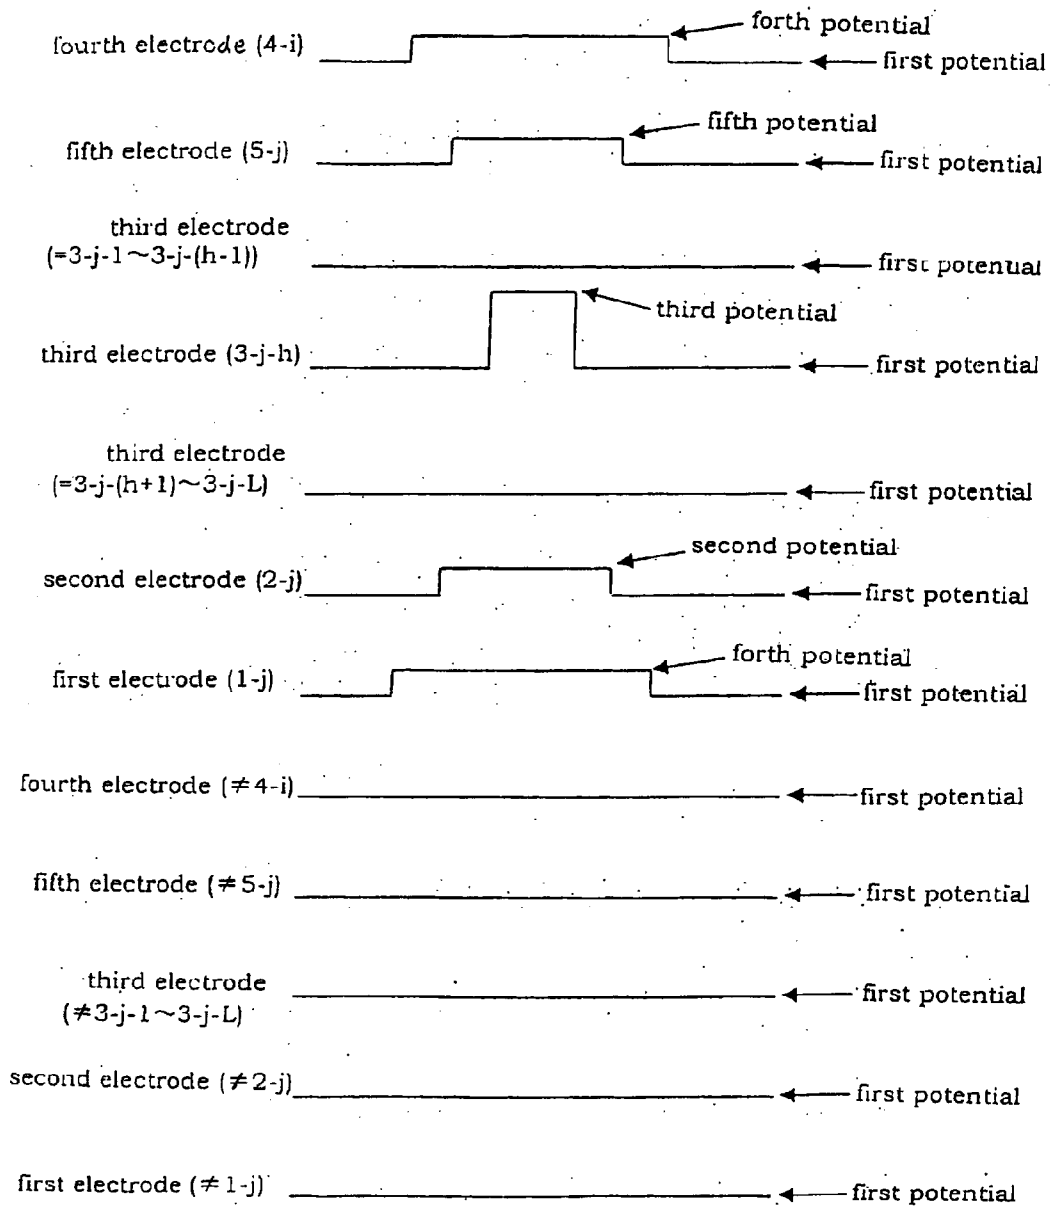 forth potential
fourth electrode (4-i)
first potential
fifth potential
fifth electrode (5-j)
first potential
third electrode
(=3-j-1~3-j-(h-1))
first potential
third potential
third electrode (3-j-h)
first potential
third electrode
(=3-j-(h+1)~3-j-L)
first potential
second potential
second electrode (2-j)
first potential
forth potential
first electrode (1-j)
first potential
fourth electrode (≠4-i)
first potential
fifth electrode (≠5-j)
first potential
third electrode
(≠3-j-1~3-j-L)
first potential
second electrode (≠2-j)
first potential
first electrode (≠1-j)
first potential